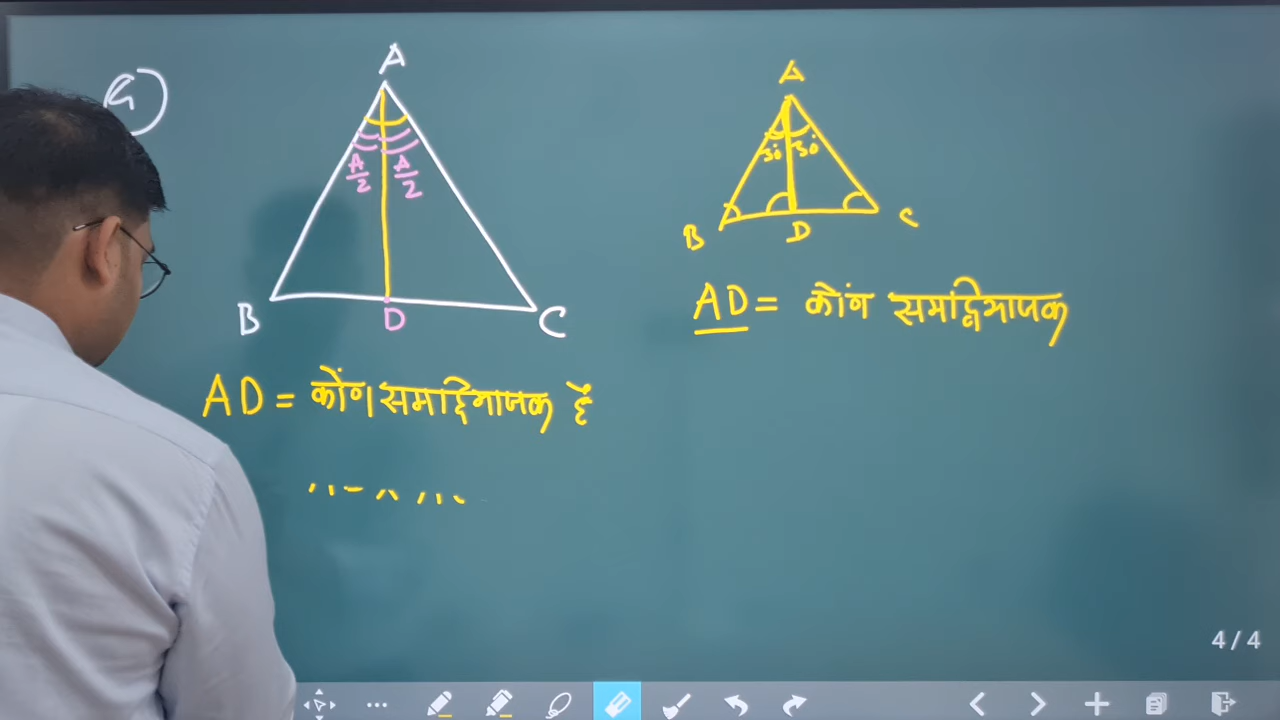 G
A
A/2 A/2
B D C
AD = कोंण समद्विभाजक हैं
A
30° 30°
B D C
AD = कोंण समद्विभाजक
4 / 4